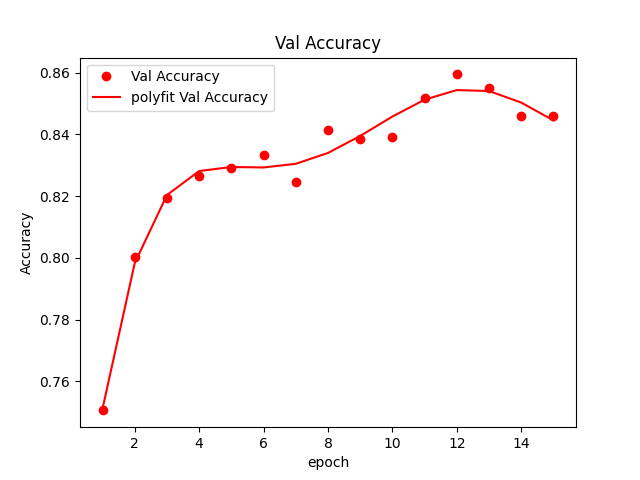 Val Accuracy
Val Accuracy
polyfit Val Accuracy
Accuracy
0.86
0.84
0.82
0.80
0.78
0.76
2 4 6 8 10 12 14
epoch